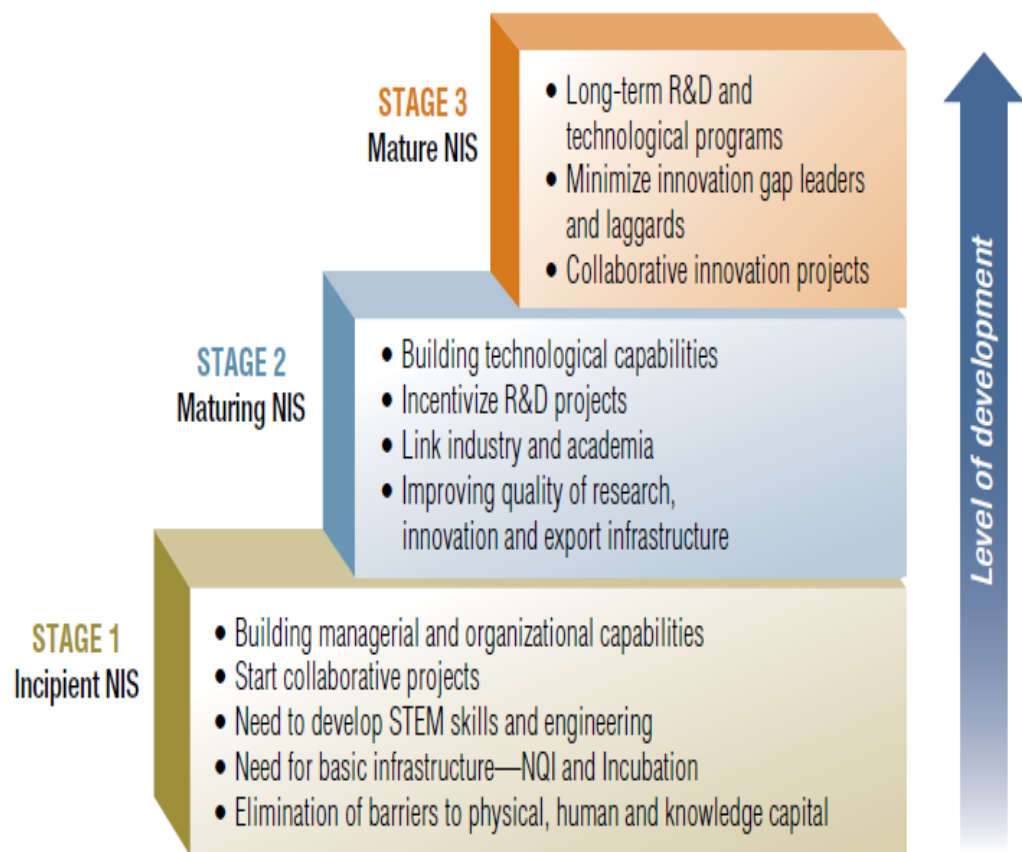 STAGE 3
Mature NIS
• Long-term R&D and
technological programs
• Minimize innovation gap leaders
and laggards
• Collaborative innovation projects
STAGE 2
Maturing NIS
• Building technological capabilities
• Incentivize R&D projects
• Link industry and academia
• Improving quality of research,
innovation and export infrastructure
STAGE 1
Incipient NIS
• Building managerial and organizational capabilities
• Start collaborative projects
• Need to develop STEM skills and engineering
• Need for basic infrastructure—NQI and Incubation
• Elimination of barriers to physical, human and knowledge capital
Level of development